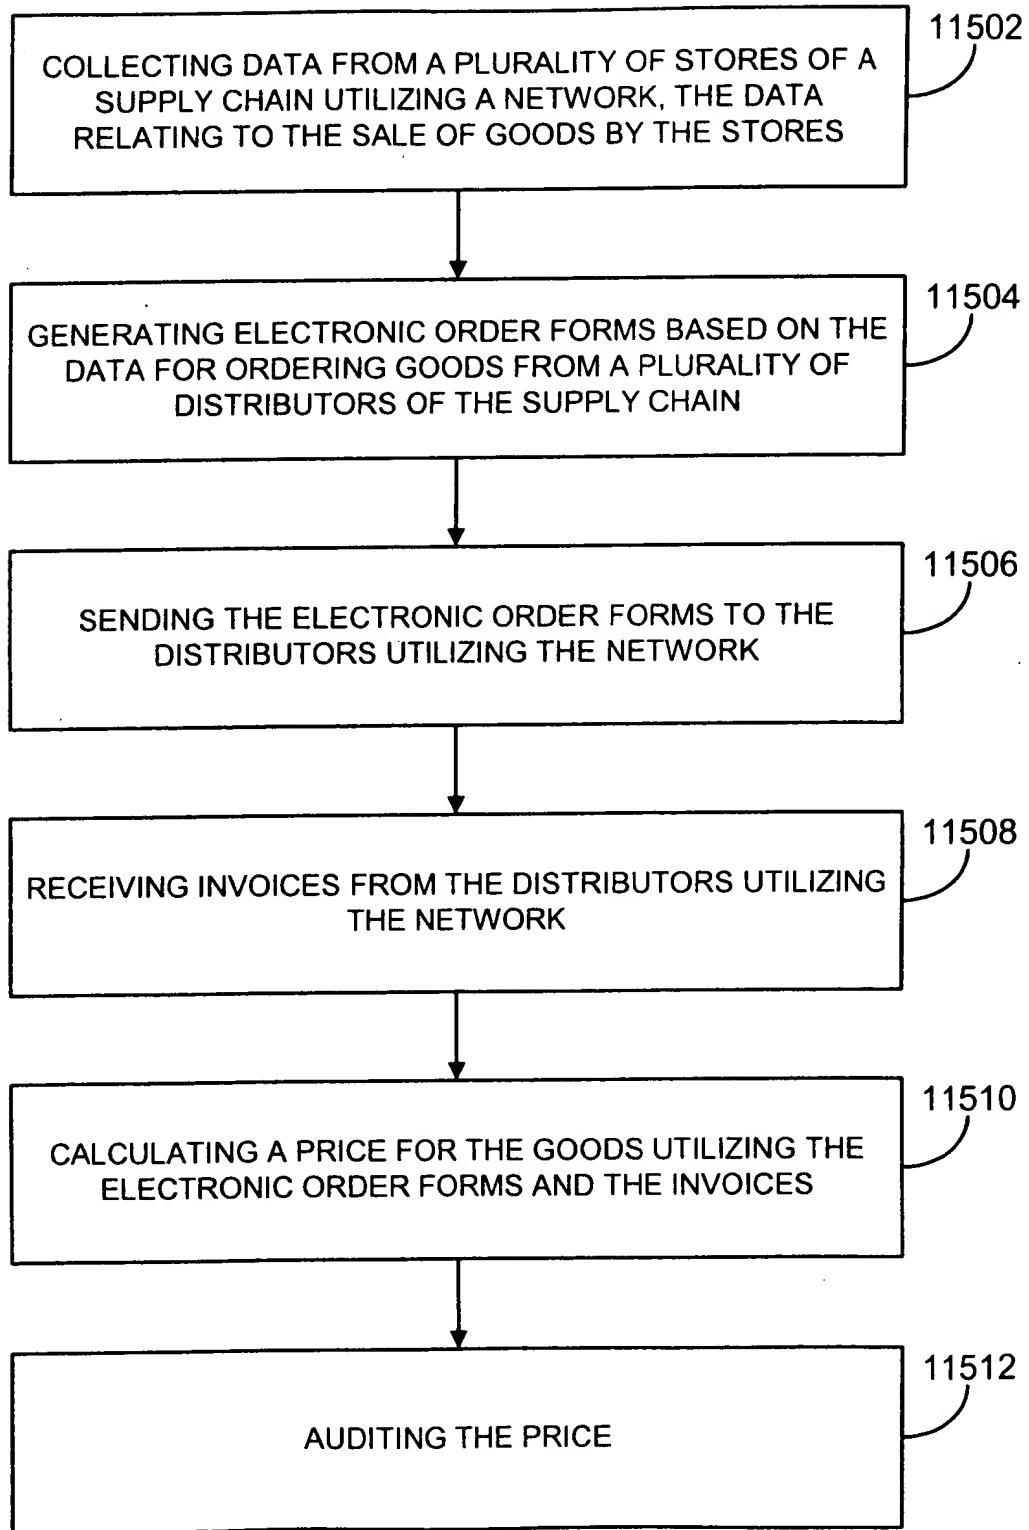 11502
COLLECTING DATA FROM A PLURALITY OF STORES OF A
SUPPLY CHAIN UTILIZING A NETWORK, THE DATA
RELATING TO THE SALE OF GOODS BY THE STORES
11504
GENERATING ELECTRONIC ORDER FORMS BASED ON THE
DATA FOR ORDERING GOODS FROM A PLURALITY OF
DISTRIBUTORS OF THE SUPPLY CHAIN
11506
SENDING THE ELECTRONIC ORDER FORMS TO THE
DISTRIBUTORS UTILIZING THE NETWORK
11508
RECEIVING INVOICES FROM THE DISTRIBUTORS UTILIZING
THE NETWORK
11510
CALCULATING A PRICE FOR THE GOODS UTILIZING THE
ELECTRONIC ORDER FORMS AND THE INVOICES
11512
AUDITING THE PRICE